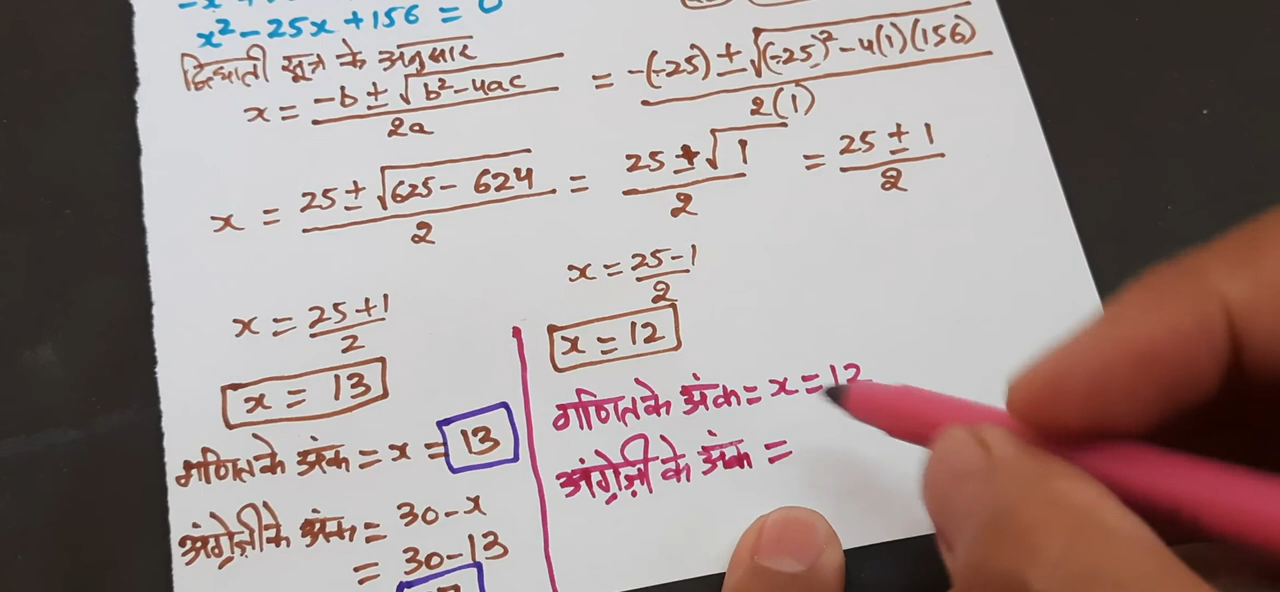 x² - 25x + 156 = 0
द्विघाती सूत्र के अनुसार
x = (-b ± √(b² - 4ac)) / 2a = (-(-25) ± √((-25)² - 4(1)(156))) / 2(1)
x = (25 ± √(625 - 624)) / 2 = (25 ± √1) / 2 = (25 ± 1) / 2
x = (25 + 1) / 2
x = 13
गणित के अंक = x = 13
अंग्रेज़ी के अंक = 30 - x
= 30 - 13
x = (25 - 1) / 2
x = 12
गणित के अंक = x = 12
अंग्रेज़ी के अंक =